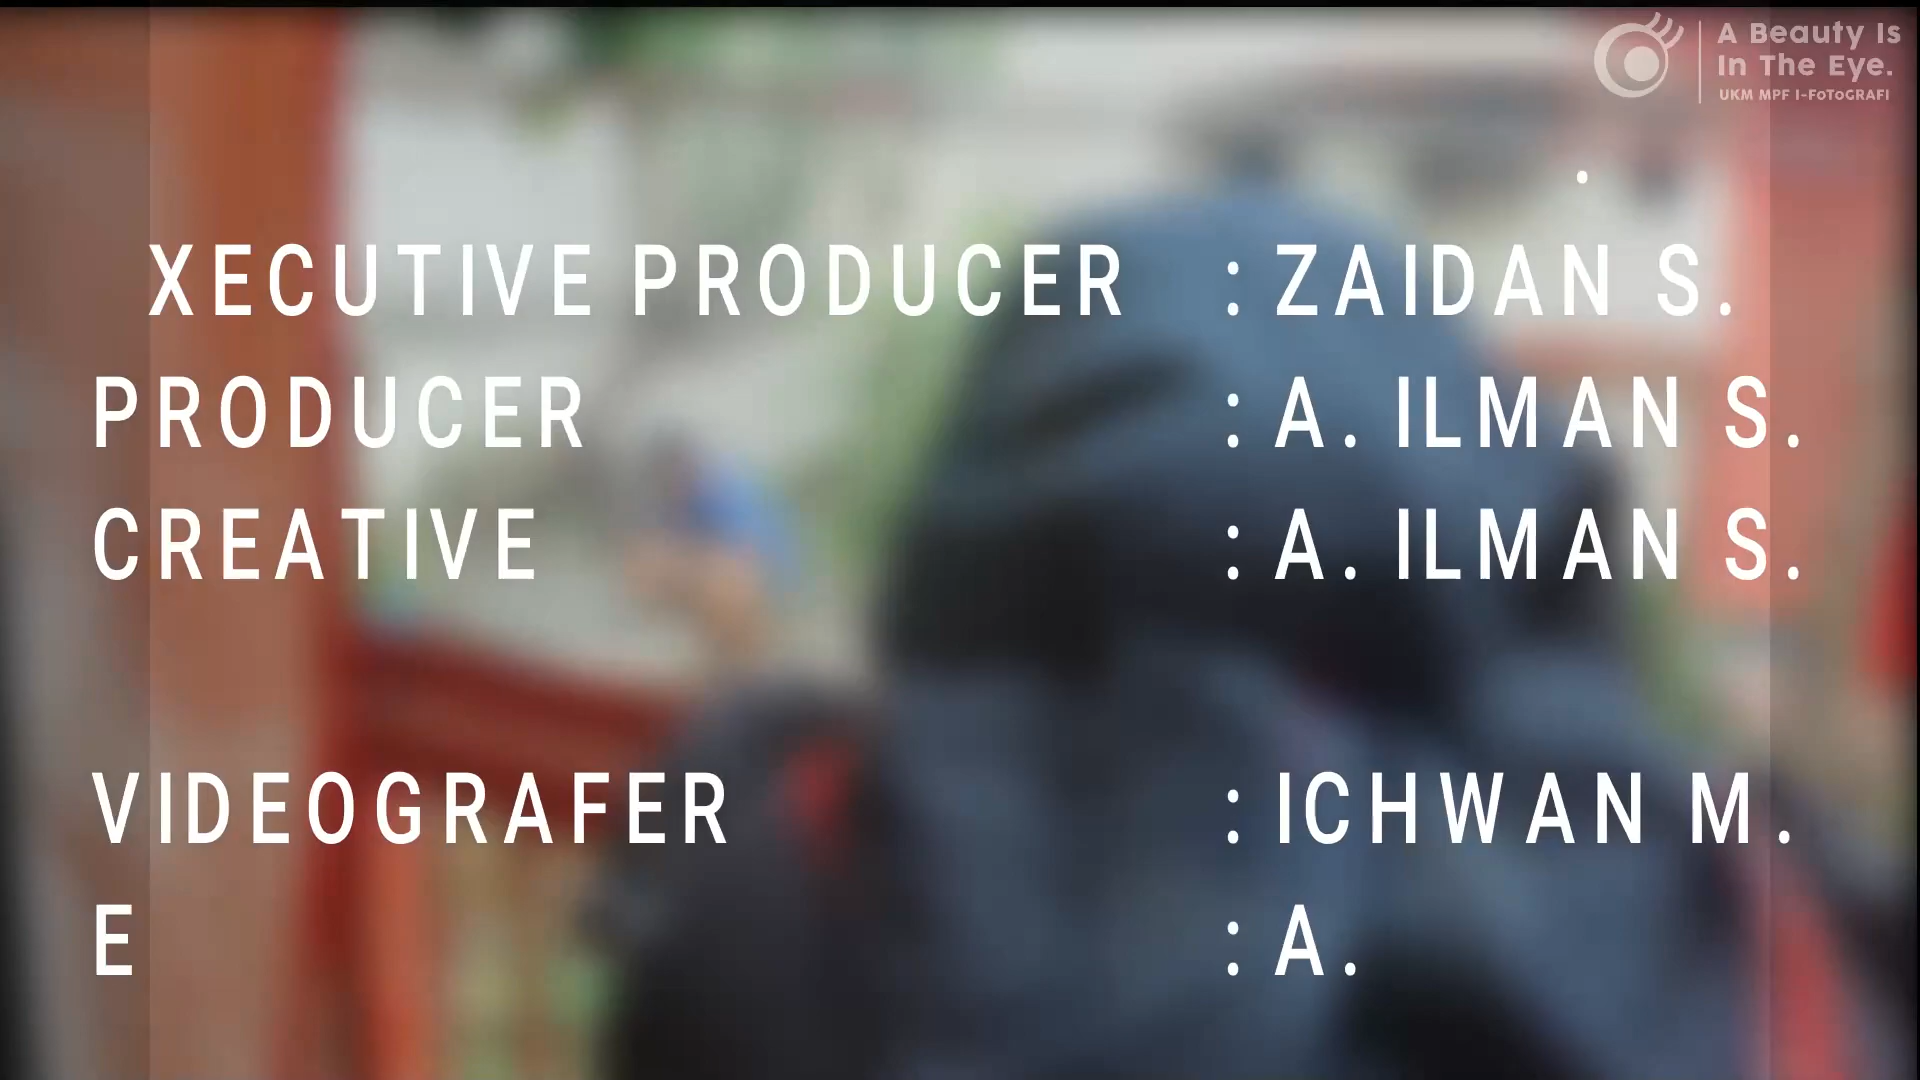 A Beauty Is
In The Eye.
UKM MPF I-FOTOGRAFI
.
XECUTIVE PRODUCER : ZAIDAN S.
PRODUCER : A. ILMAN S.
CREATIVE : A. ILMAN S.
VIDEOGRAFER : ICHWAN M.
E : A.